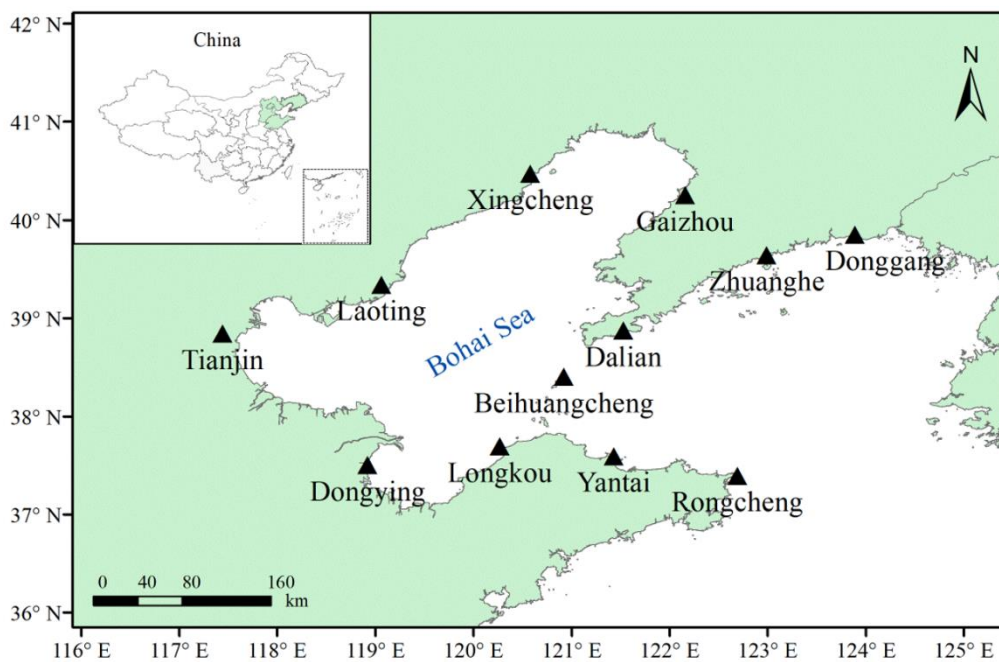 42° N
41° N
40° N
39° N
38° N
37° N
36° N
China
N
Xingcheng
Gaizhou
Donggang
Zhuanghe
Laoting
Bohai Sea
Tianjin
Dalian
Beihuangcheng
Longkou
Yantai
Dongying
Rongcheng
0 40 80 160
km
116° E 117° E 118° E 119° E 120° E 121° E 122° E 123° E 124° E 125° E